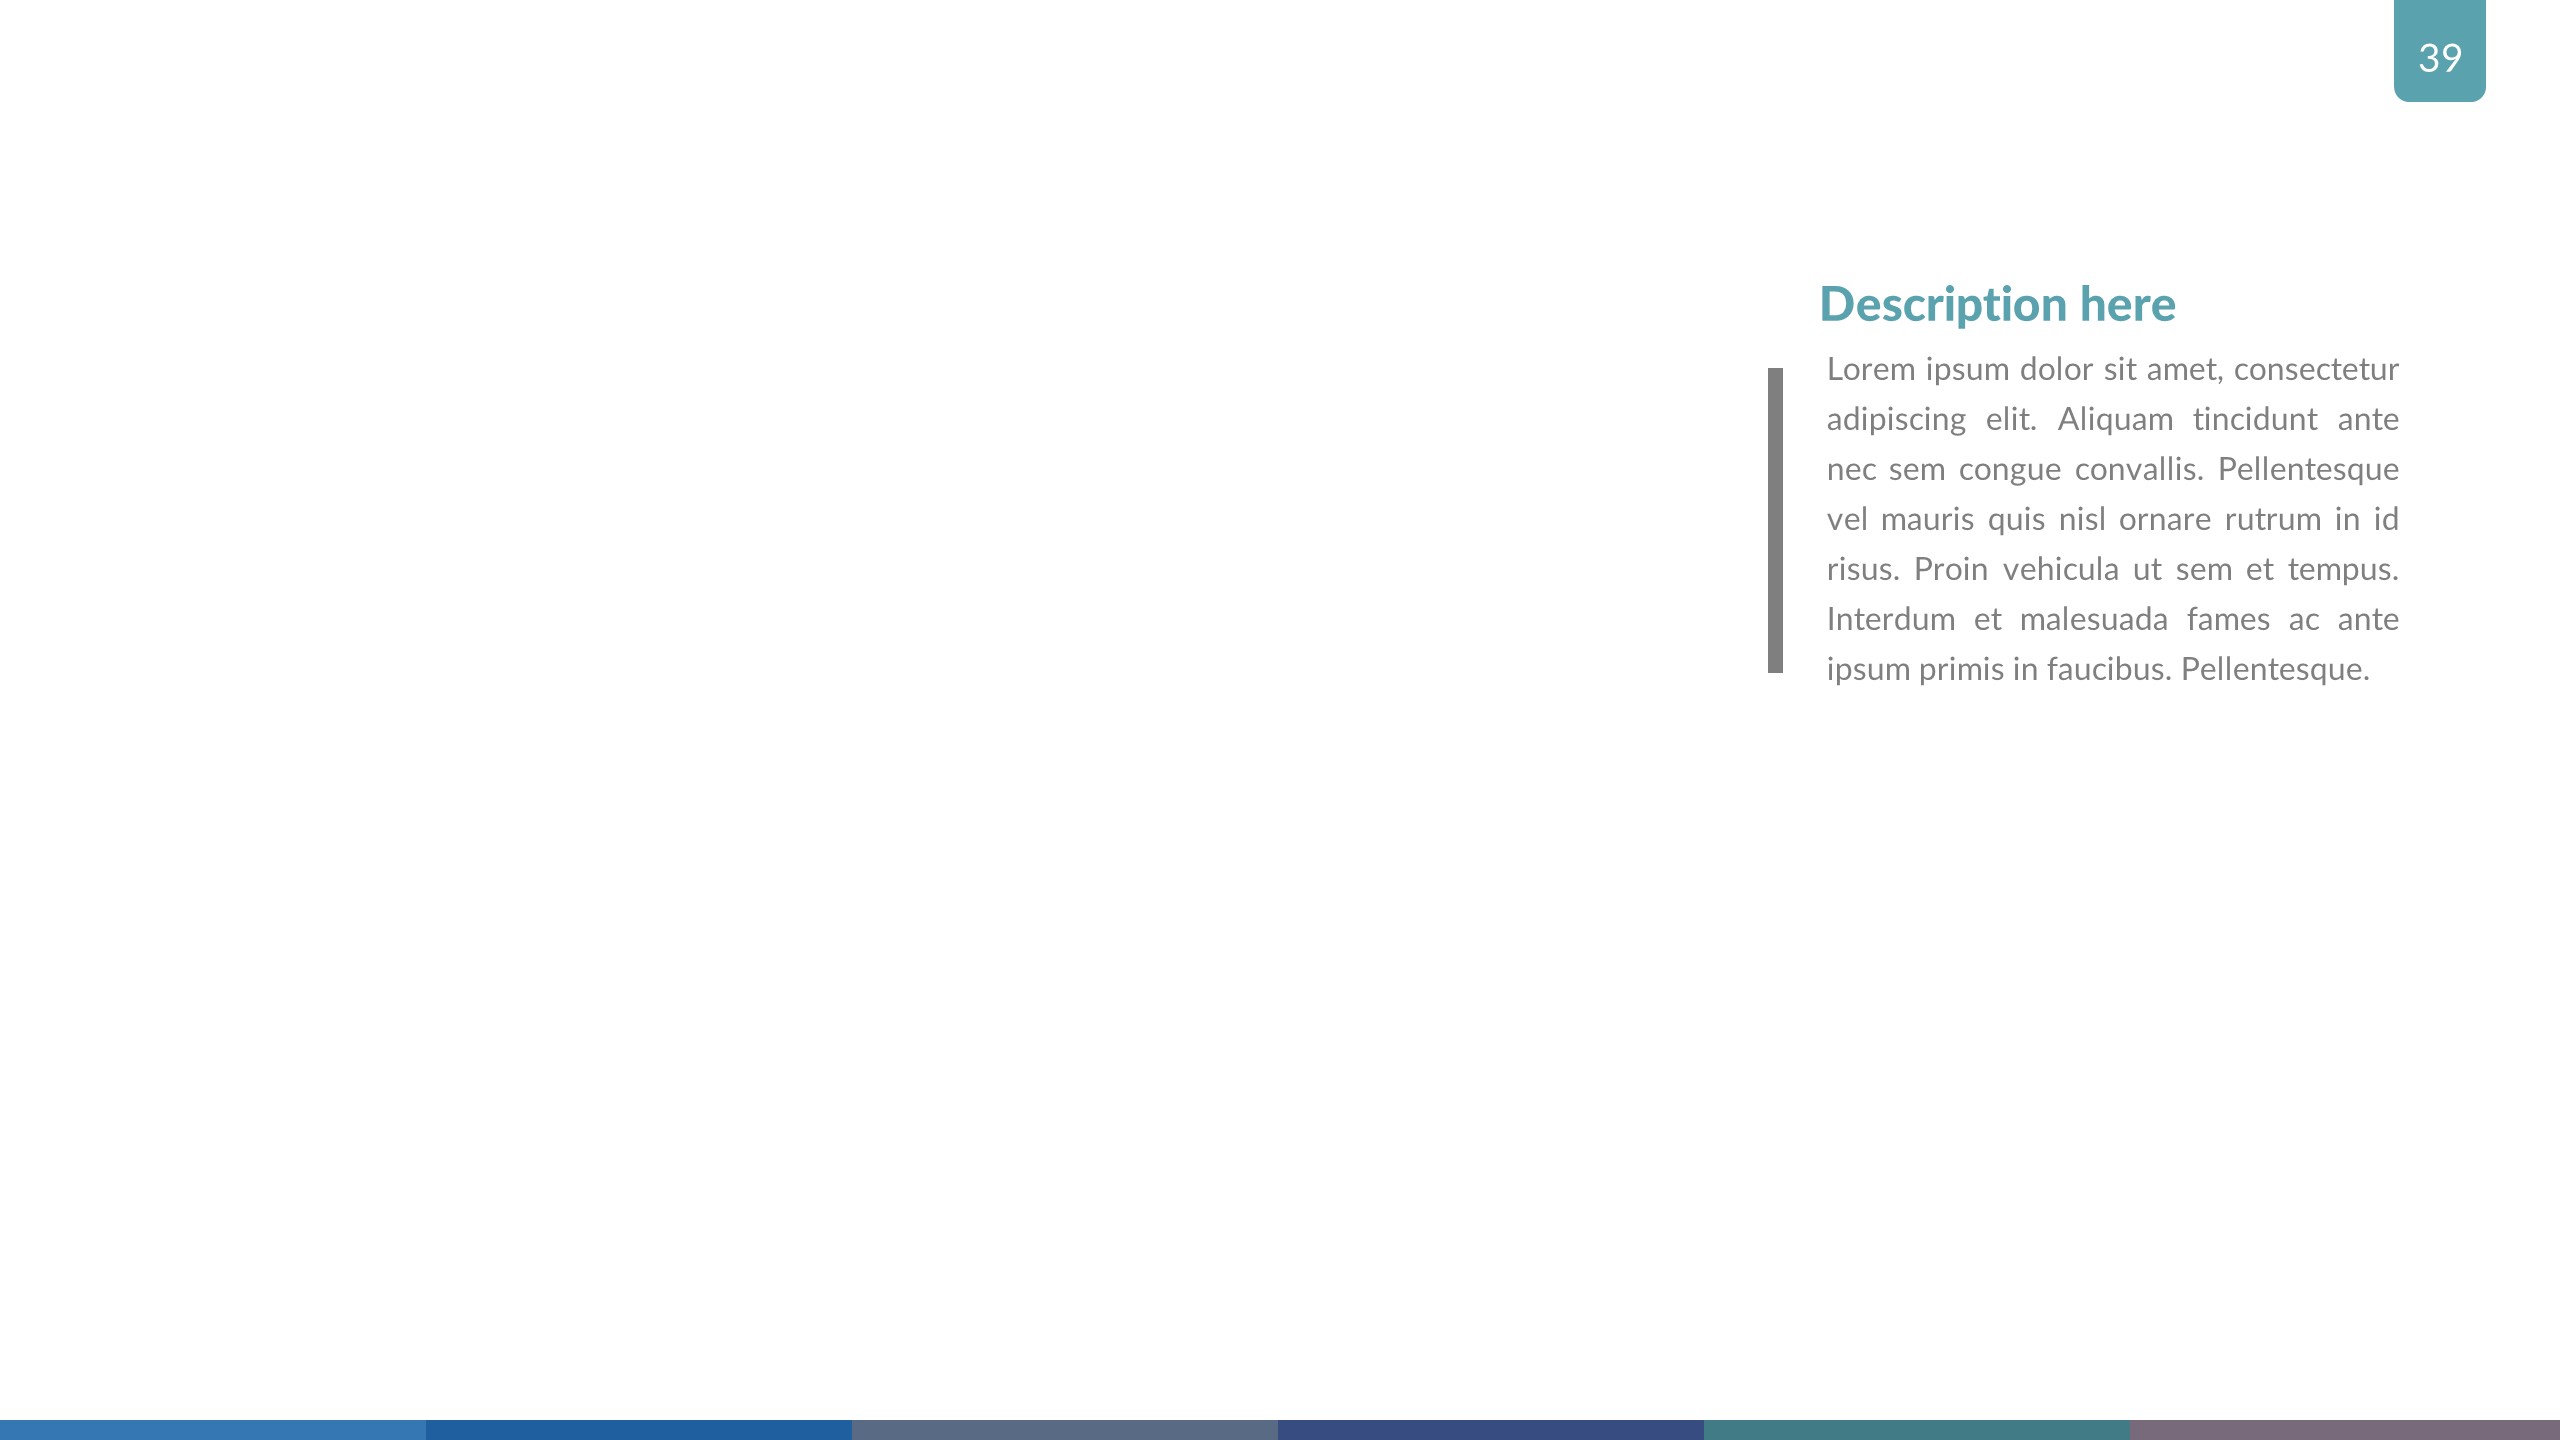 39
Description here
Lorem ipsum dolor sit amet, consectetur
adipiscing elit. Aliquam tincidunt ante
nec sem congue convallis. Pellentesque
vel mauris quis nisl ornare rutrum in id
risus. Proin vehicula ut sem et tempus.
Interdum et malesuada fames ac ante
ipsum primis in faucibus. Pellentesque.